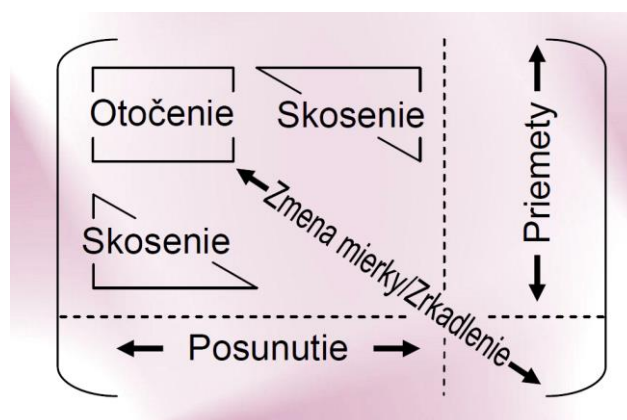 Otočenie
Skosenie
Priemety
Skosenie
Zmena mierky/Zrkadlenie
Posunutie